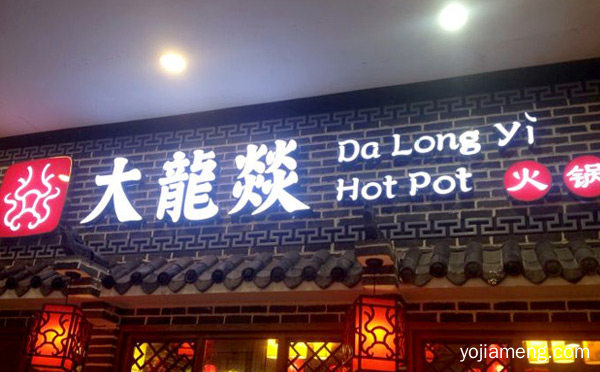 大龍燚
Da Long yì
Hot Pot
火锅
yojiameng.com